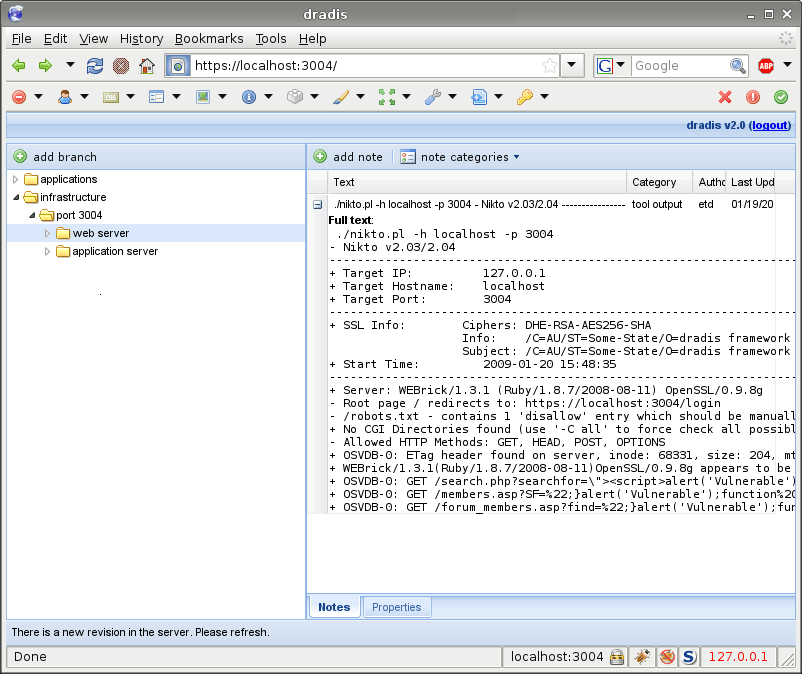 dradis
File Edit View History Bookmarks Tools Help
https://localhost:3004/
G Google ABP
dradis v2.0 (logout)
add branch
applications
infrastructure
port 3004
web server
application server
add note note categories
Text Category Autho Last Upd
./nikto.pl -h localhost -p 3004 - Nikto v2.03/2.04 ---------------- tool output etd 01/19/20
Full text:
./nikto.pl -h localhost -p 3004
- Nikto v2.03/2.04
---------------------------------------------------------------------------
+ Target IP: 127.0.0.1
+ Target Hostname: localhost
+ Target Port: 3004
---------------------------------------------------------------------------
+ SSL Info: Ciphers: DHE-RSA-AES256-SHA
Info: /C=AU/ST=Some-State/O=dradis framework
Subject: /C=AU/ST=Some-State/O=dradis framework
+ Start Time: 2009-01-20 15:48:35
---------------------------------------------------------------------------
+ Server: WEBrick/1.3.1 (Ruby/1.8.7/2008-08-11) OpenSSL/0.9.8g
- Root page / redirects to: https://localhost:3004/login
- /robots.txt - contains 1 'disallow' entry which should be manuall
+ No CGI Directories found (use '-C all' to force check all possibl
- Allowed HTTP Methods: GET, HEAD, POST, OPTIONS
+ OSVDB-0: ETag header found on server, inode: 68331, size: 204, mt
+ WEBrick/1.3.1(Ruby/1.8.7/2008-08-11)OpenSSL/0.9.8g appears to be
+ OSVDB-0: GET /search.php?searchfor=\"><script>alert('Vulnerable')
+ OSVDB-0: GET /members.asp?SF=%22;}alert('Vulnerable');function%20
+ OSVDB-0: GET /forum_members.asp?find=%22;}alert('Vulnerable');fun
Notes Properties
There is a new revision in the server. Please refresh.
Done localhost:3004 S 127.0.0.1